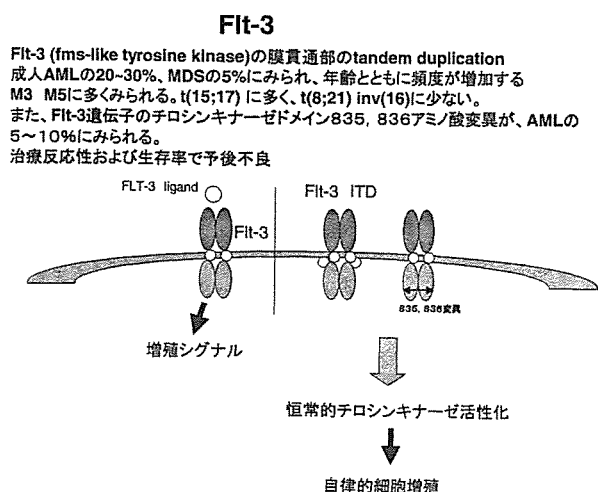 Flt-3
Flt-3 (fms-like tyrosine kinase)の膜貫通部のtandem duplication
成人AMLの20~30%、MDSの5%にみられ、年齢とともに頻度が増加する
M3 M5に多くみられる。t(15;17) に多く、t(8;21) inv(16)に少ない。
また、Flt-3遺伝子のチロシンキナーゼドメイン835, 836アミノ酸変異が、AMLの
5～10%にみられる。
治療反応性および生存率で予後不良
FLT-3 ligand
Flt-3 ITD
Flt-3
835, 836変異
増殖シグナル
恒常的チロシンキナーゼ活性化
自律的細胞増殖